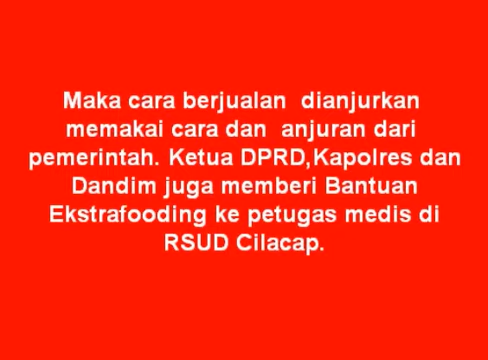 Maka cara berjualan  dianjurkan
memakai cara dan  anjuran dari
pemerintah. Ketua DPRD,Kapolres dan
Dandim juga memberi Bantuan
Ekstrafooding ke petugas medis di
RSUD Cilacap.